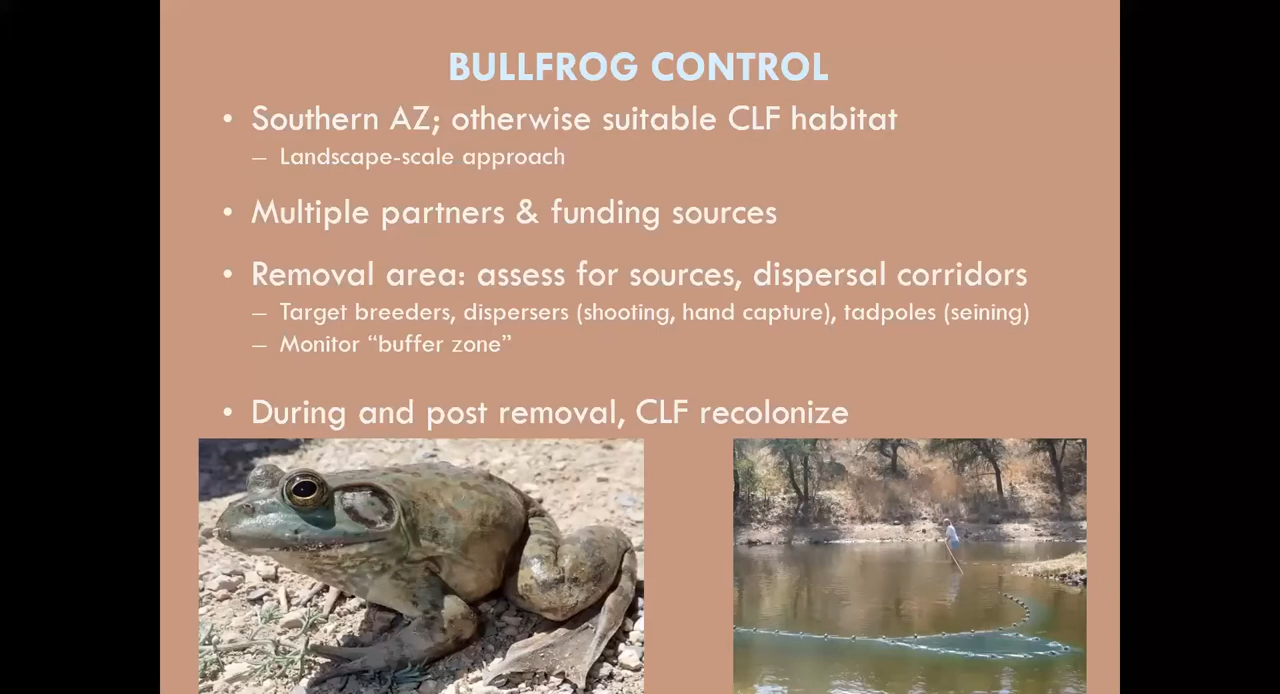 BULLFROG CONTROL
• Southern AZ; otherwise suitable CLF habitat
– Landscape-scale approach
• Multiple partners & funding sources
• Removal area: assess for sources, dispersal corridors
– Target breeders, dispersers (shooting, hand capture), tadpoles (seining)
– Monitor “buffer zone”
• During and post removal, CLF recolonize